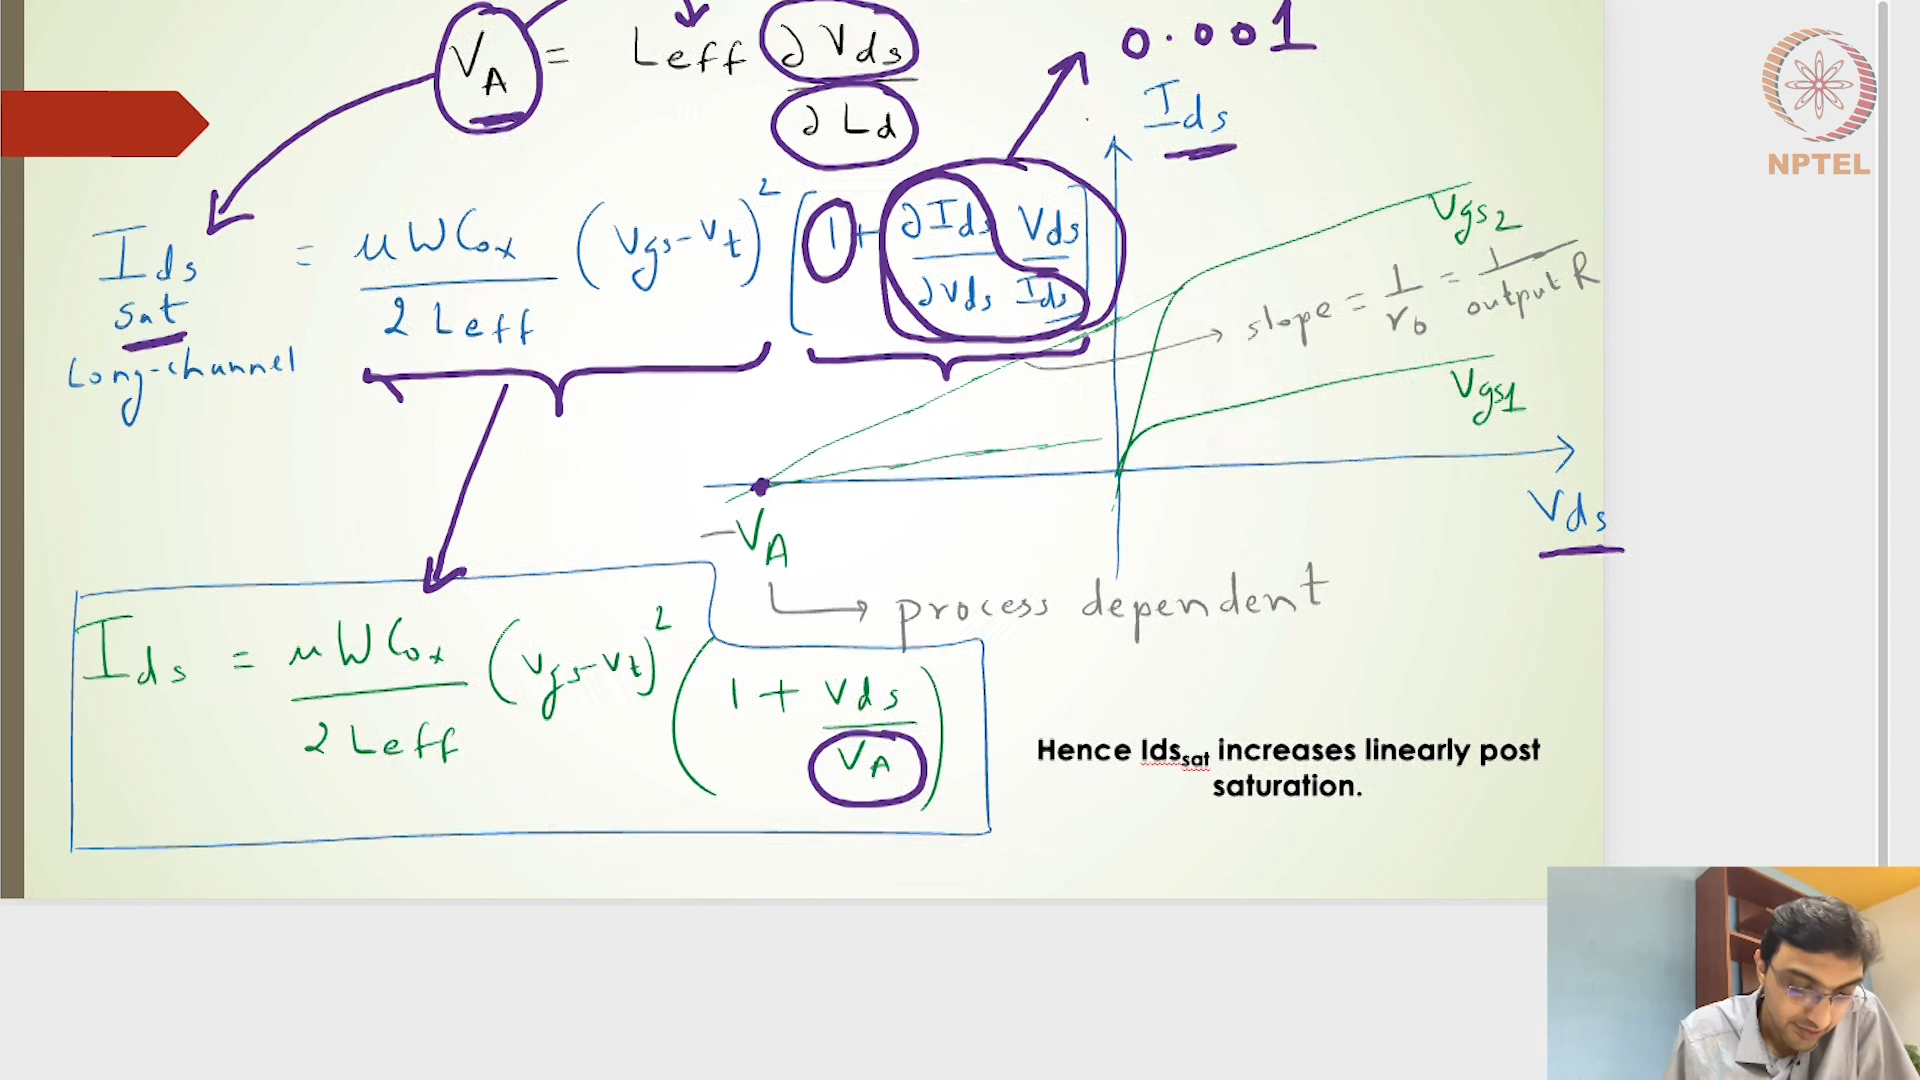 V_A = Leff ∂Vds / ∂Ld
0.001
Ids
NPTEL
Ids sat = μWCox / 2Leff (Vgs-Vt)² [1 + ∂Ids/∂Vds Vds/Ids]
Long-channel
Vgs2
slope = 1/ro = 1/output R
Vgs1
Vds
-VA
process dependent
Ids = μWCox / 2Leff (Vgs-Vt)² (1 + Vds/VA)
Hence Idssat increases linearly post
saturation.